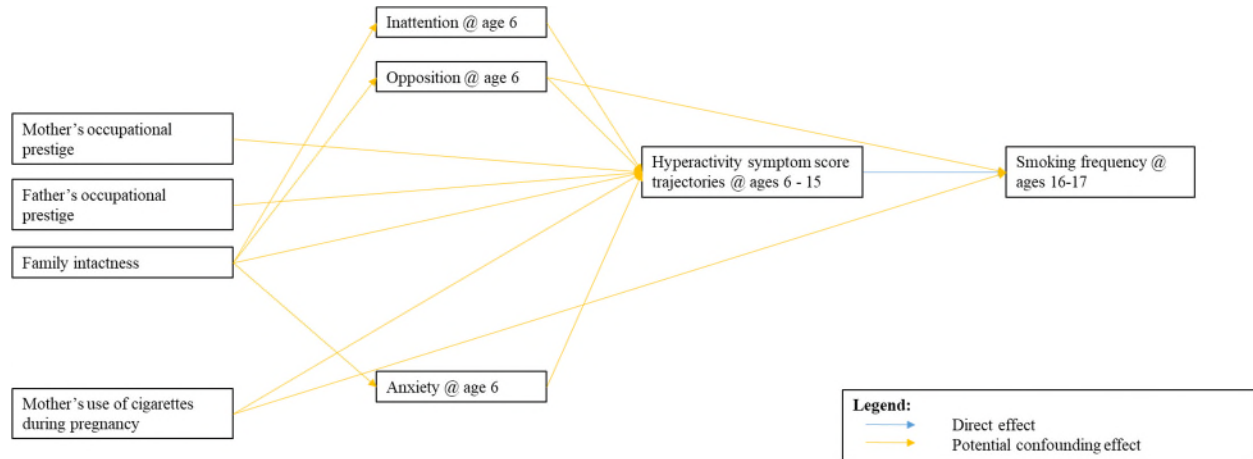 Inattention @ age 6
Opposition @ age 6
Mother’s occupational
prestige
Father’s occupational
prestige
Family intactness
Mother’s use of cigarettes
during pregnancy
Anxiety @ age 6
Hyperactivity symptom score
trajectories @ ages 6 - 15
Smoking frequency @
ages 16-17
Legend:
Direct effect
Potential confounding effect